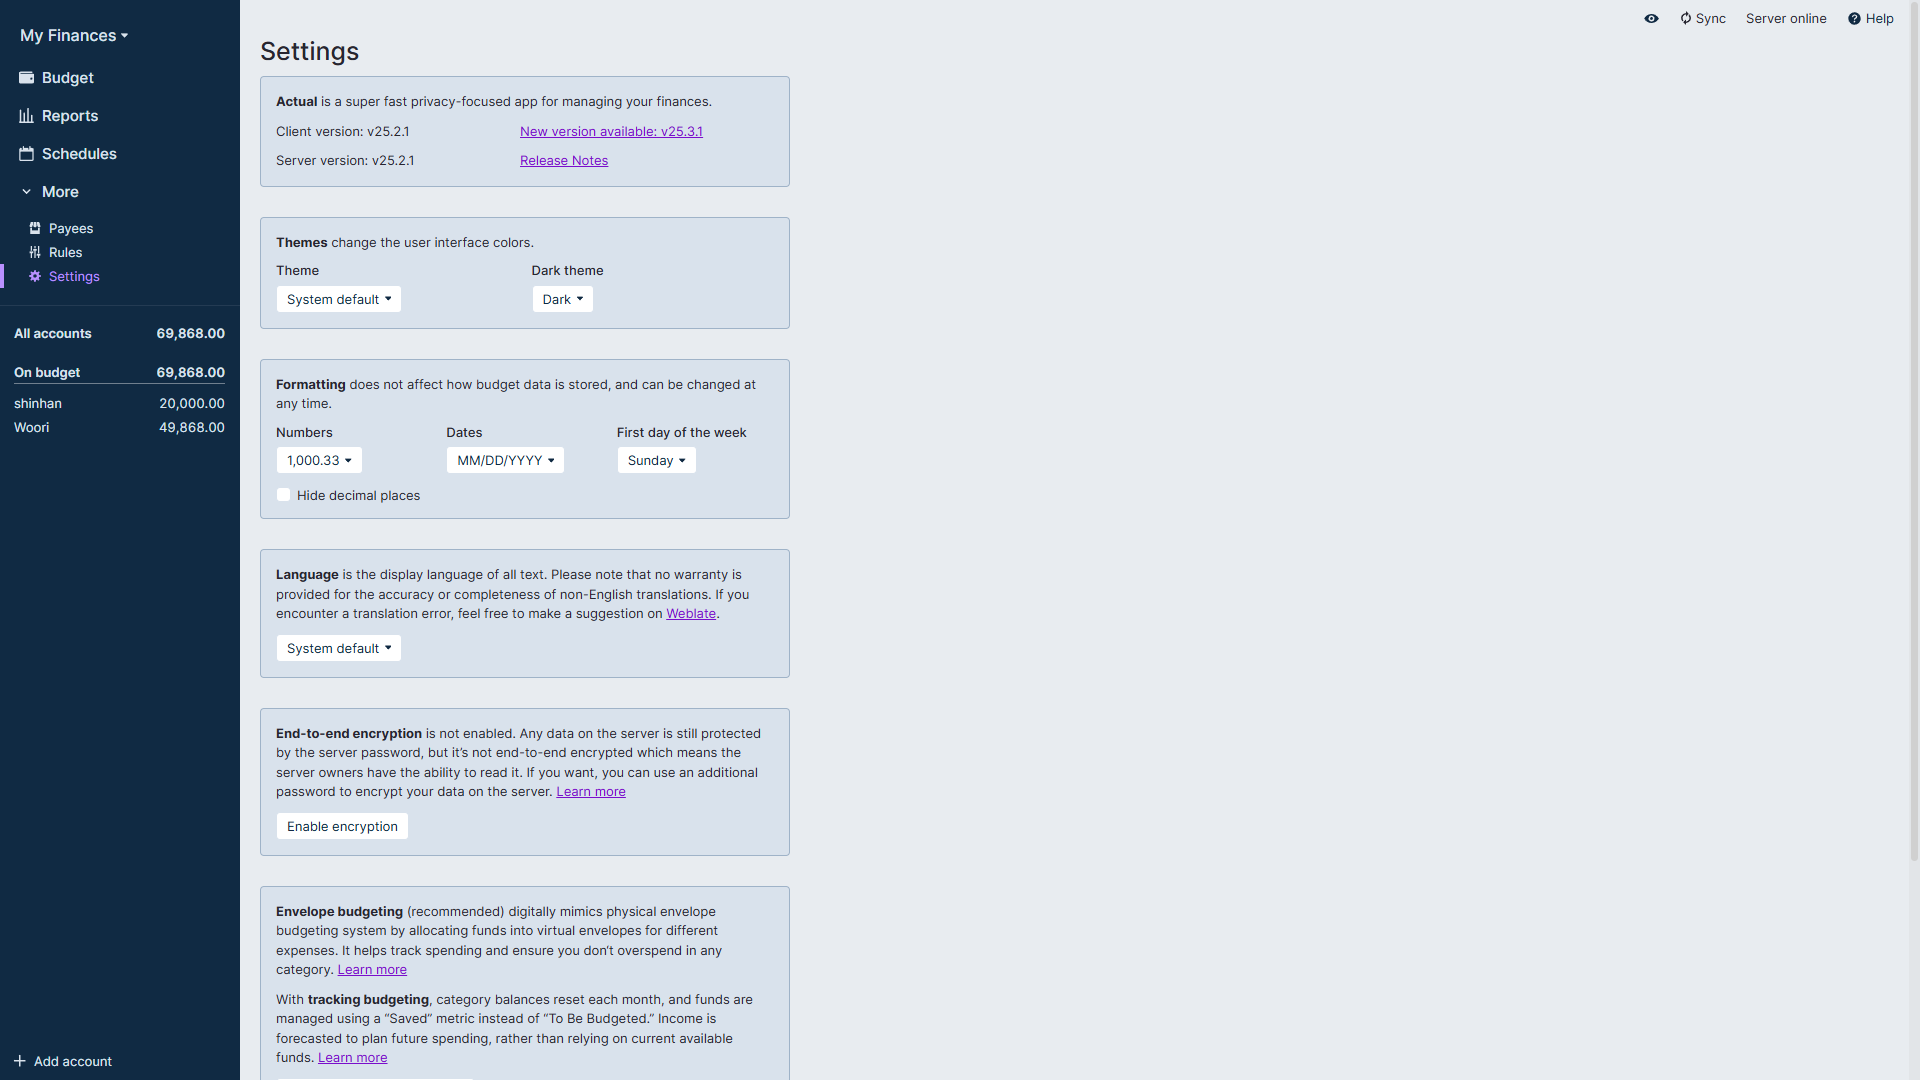 My Finances
Budget
Reports
Schedules
More
Payees
Rules
Settings
All accounts 69,868.00
On budget 69,868.00
shinhan 20,000.00
Woori 49,868.00
Add account
Sync
Server online
Help
Settings
Actual is a super fast privacy-focused app for managing your finances.
Client version: v25.2.1
New version available: v25.3.1
Server version: v25.2.1
Release Notes
Themes change the user interface colors.
Theme
Dark theme
System default
Dark
Formatting does not affect how budget data is stored, and can be changed at
any time.
Numbers
Dates
First day of the week
1,000.33
MM/DD/YYYY
Sunday
Hide decimal places
Language is the display language of all text. Please note that no warranty is
provided for the accuracy or completeness of non-English translations. If you
encounter a translation error, feel free to make a suggestion on Weblate.
System default
End-to-end encryption is not enabled. Any data on the server is still protected
by the server password, but it’s not end-to-end encrypted which means the
server owners have the ability to read it. If you want, you can use an additional
password to encrypt your data on the server. Learn more
Enable encryption
Envelope budgeting (recommended) digitally mimics physical envelope
budgeting system by allocating funds into virtual envelopes for different
expenses. It helps track spending and ensure you don‘t overspend in any
category. Learn more
With tracking budgeting, category balances reset each month, and funds are
managed using a “Saved” metric instead of “To Be Budgeted.” Income is
forecasted to plan future spending, rather than relying on current available
funds. Learn more